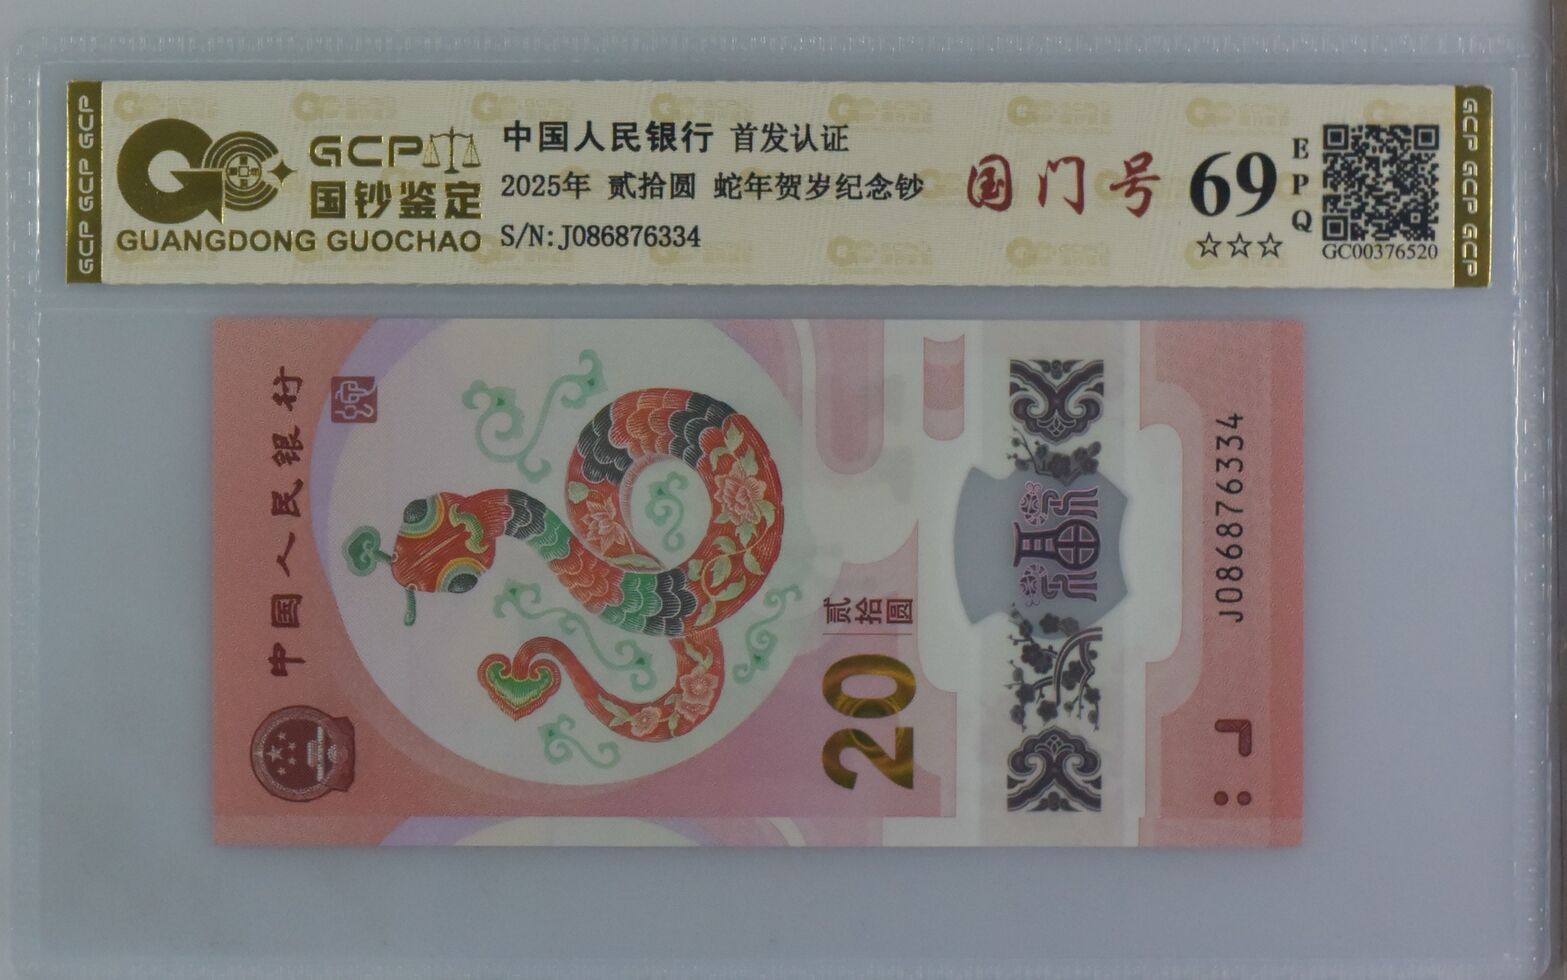 GCP GCP GCP
GCP
国钞鉴定
GUANGDONG GUOCHAO
中国人民银行 首发认证
2025年 贰拾圆 蛇年贺岁纪念钞
S/N:J086876334
国门号
69
EPQ
☆☆☆
GC00376520
GCP GCP GCP GCP
中国人民银行
贰拾圆
20
福
J086876334